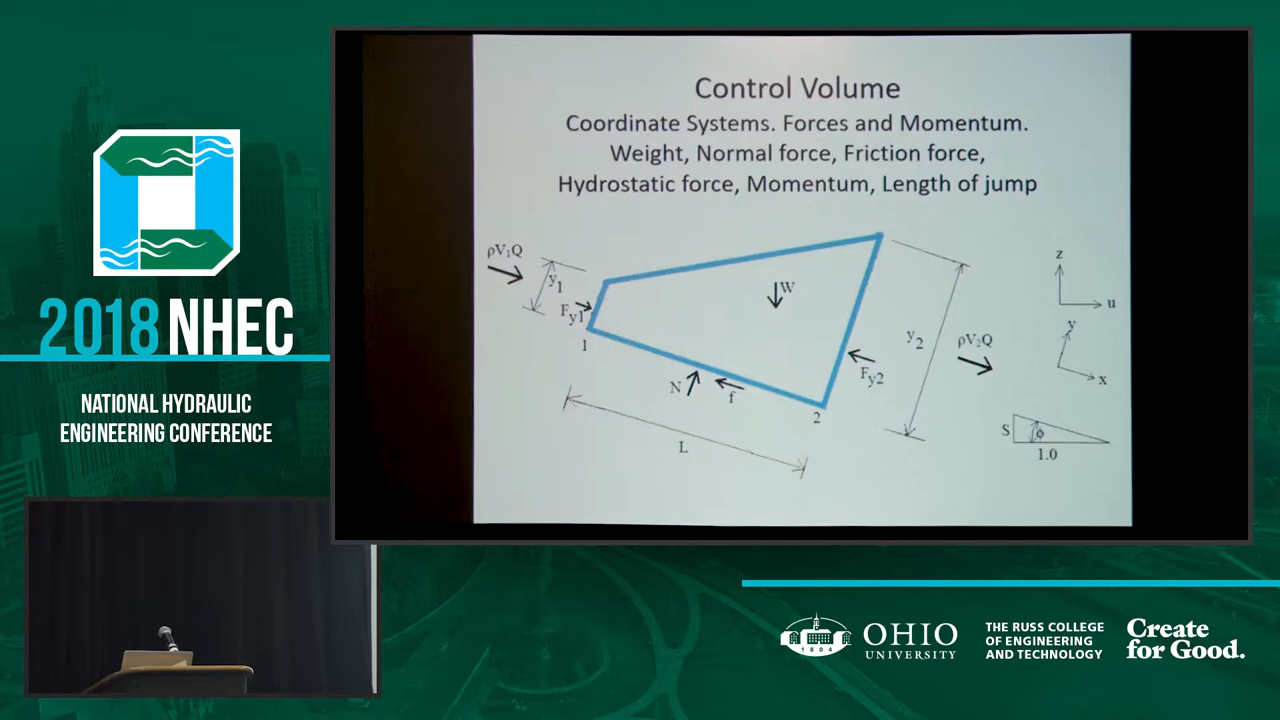 2018 NHEC
NATIONAL HYDRAULIC
ENGINEERING CONFERENCE
Control Volume
Coordinate Systems. Forces and Momentum.
Weight, Normal force, Friction force,
Hydrostatic force, Momentum, Length of jump
ρV₁Q
y₁
F_y1
1
W
N
f
2
L
y₂
F_y2
ρV₂Q
z
u
y
x
S
ϕ
1.0
OHIO
UNIVERSITY
1804
THE RUSS COLLEGE
OF ENGINEERING
AND TECHNOLOGY
Create
for Good.